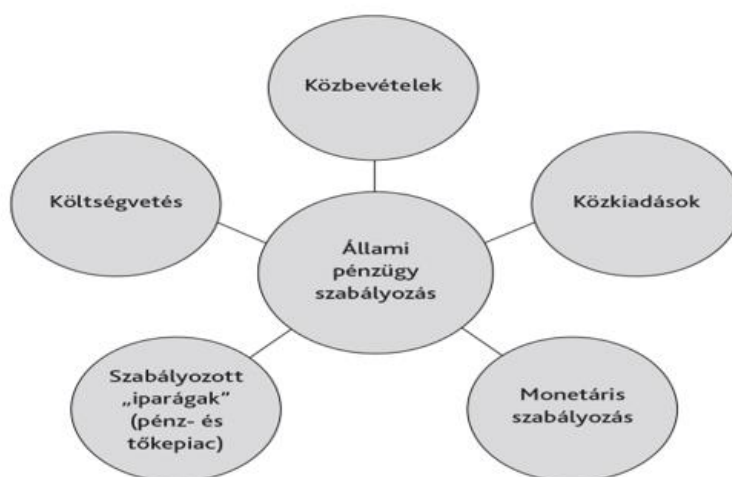 Közbevételek
Költségvetés
Közkiadások
Állami
pénzügy
szabályozás
Szabályozott
„iparágak”
(pénz- és
tőkepiac)
Monetáris
szabályozás